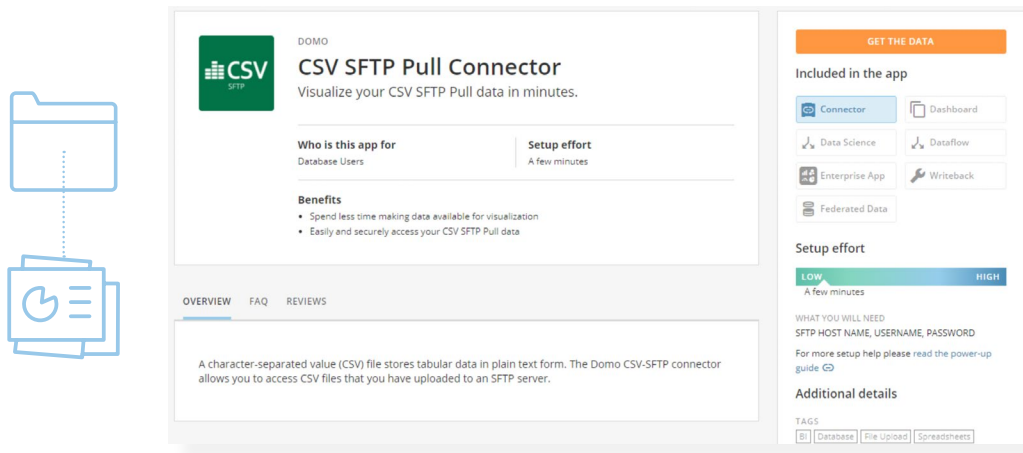 CSV
SFTP
DOMO
CSV SFTP Pull Connector
Visualize your CSV SFTP Pull data in minutes.
Who is this app for
Database Users
Setup effort
A few minutes
Benefits
• Spend less time making data available for visualization
• Easily and securely access your CSV SFTP Pull data
OVERVIEW FAQ REVIEWS
A character-separated value (CSV) file stores tabular data in plain text form. The Domo CSV-SFTP connector
allows you to access CSV files that you have uploaded to an SFTP server.
GET THE DATA
Included in the app
Connector Dashboard
Data Science Dataflow
Enterprise App Writeback
Federated Data
Setup effort
LOW HIGH
A few minutes
WHAT YOU WILL NEED
SFTP HOST NAME, USERNAME, PASSWORD
For more setup help please read the power-up
guide
Additional details
TAGS
BI Database File Upload Spreadsheets